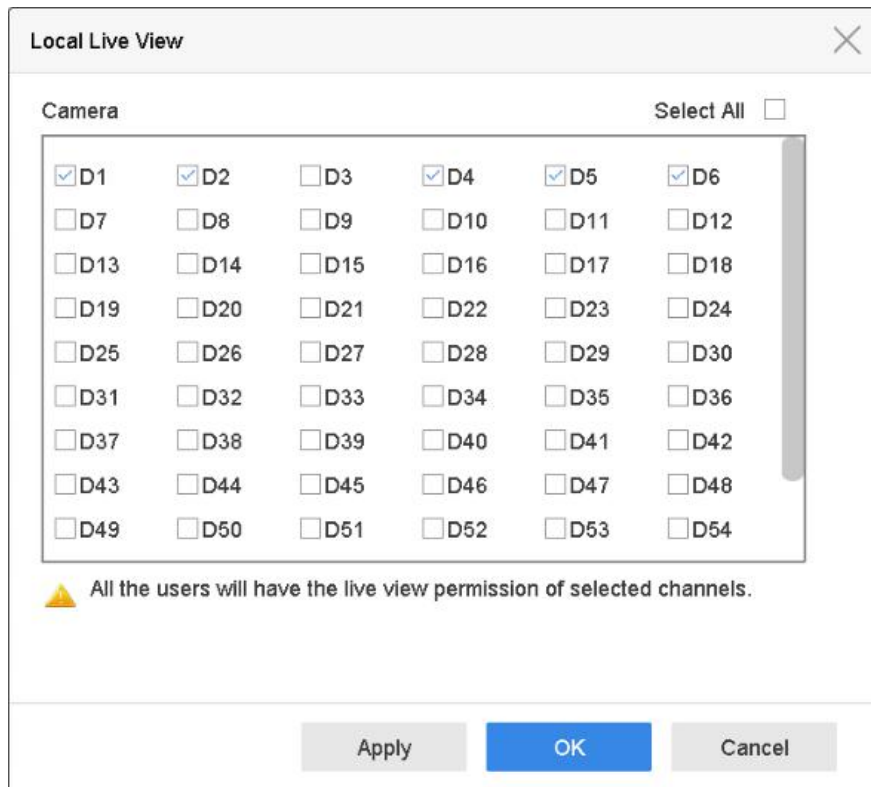 Local Live View
Camera Select All
D1 D2 D3 D4 D5 D6
D7 D8 D9 D10 D11 D12
D13 D14 D15 D16 D17 D18
D19 D20 D21 D22 D23 D24
D25 D26 D27 D28 D29 D30
D31 D32 D33 D34 D35 D36
D37 D38 D39 D40 D41 D42
D43 D44 D45 D46 D47 D48
D49 D50 D51 D52 D53 D54
All the users will have the live view permission of selected channels.
Apply OK Cancel